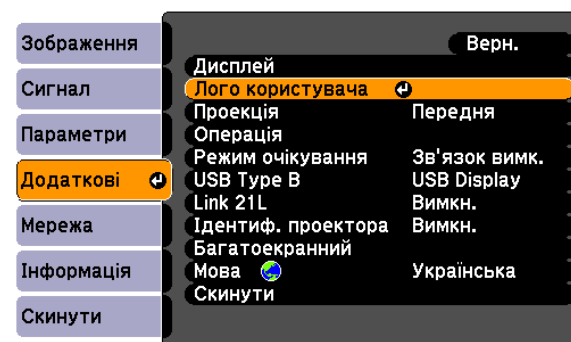 Зображення
Сигнал
Параметри
Додаткові
Мережа
Інформація
Скинути
Верн.
Дисплей
Лого користувача
Проекція Передня
Операція
Режим очікування Зв'язок вимк.
USB Type B USB Display
Link 21L Вимкн.
Ідентиф. проектора Вимкн.
Багатоекранний
Мова Українська
Скинути